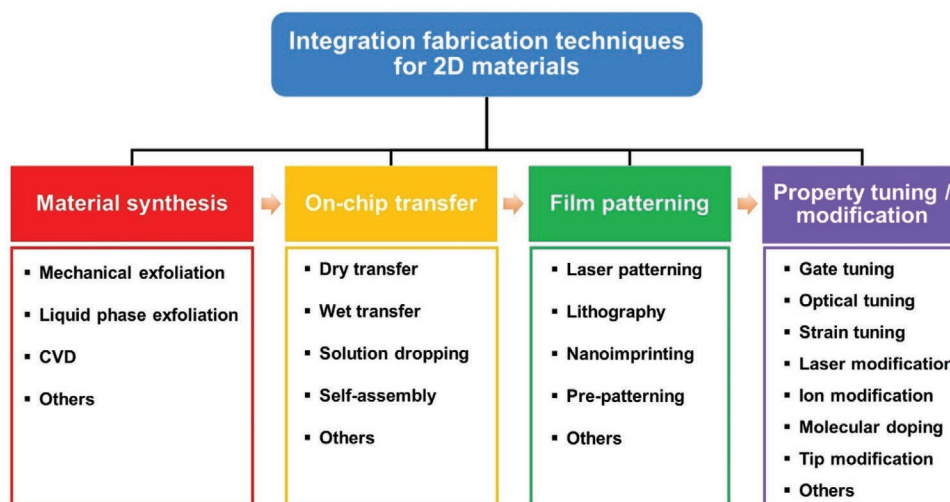 Integration fabrication techniques
for 2D materials
Material synthesis
▪ Mechanical exfoliation
▪ Liquid phase exfoliation
▪ CVD
▪ Others
On-chip transfer
▪ Dry transfer
▪ Wet transfer
▪ Solution dropping
▪ Self-assembly
▪ Others
Film patterning
▪ Laser patterning
▪ Lithography
▪ Nanoimprinting
▪ Pre-patterning
▪ Others
Property tuning /
modification
▪ Gate tuning
▪ Optical tuning
▪ Strain tuning
▪ Laser modification
▪ Ion modification
▪ Molecular doping
▪ Tip modification
▪ Others